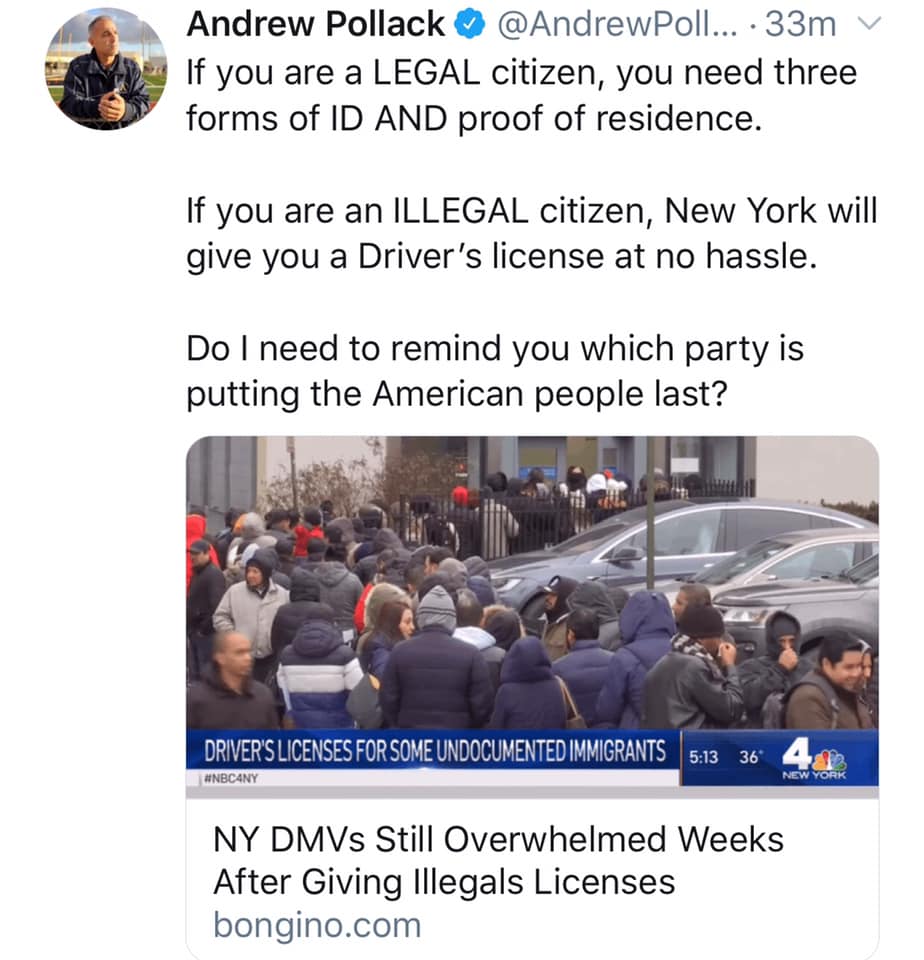 Andrew Pollack @AndrewPoll... · 33m
If you are a LEGAL citizen, you need three
forms of ID AND proof of residence.
If you are an ILLEGAL citizen, New York will
give you a Driver’s license at no hassle.
Do I need to remind you which party is
putting the American people last?
DRIVER'S LICENSES FOR SOME UNDOCUMENTED IMMIGRANTS 5:13 36° 4
NEW YORK
#NBC4NY
NY DMVs Still Overwhelmed Weeks
After Giving Illegals Licenses
bongino.com